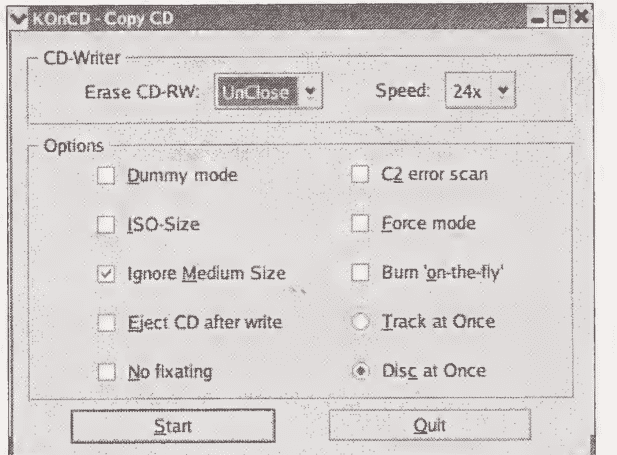 KOnCD - Copy CD
CD-Writer
Erase CD-RW: UnClose Speed: 24x
Options
Dummy mode
C2 error scan
ISO-Size
Force mode
Ignore Medium Size
Burn 'on-the-fly'
Eject CD after write
Track at Once
No fixating
Disc at Once
Start
Quit